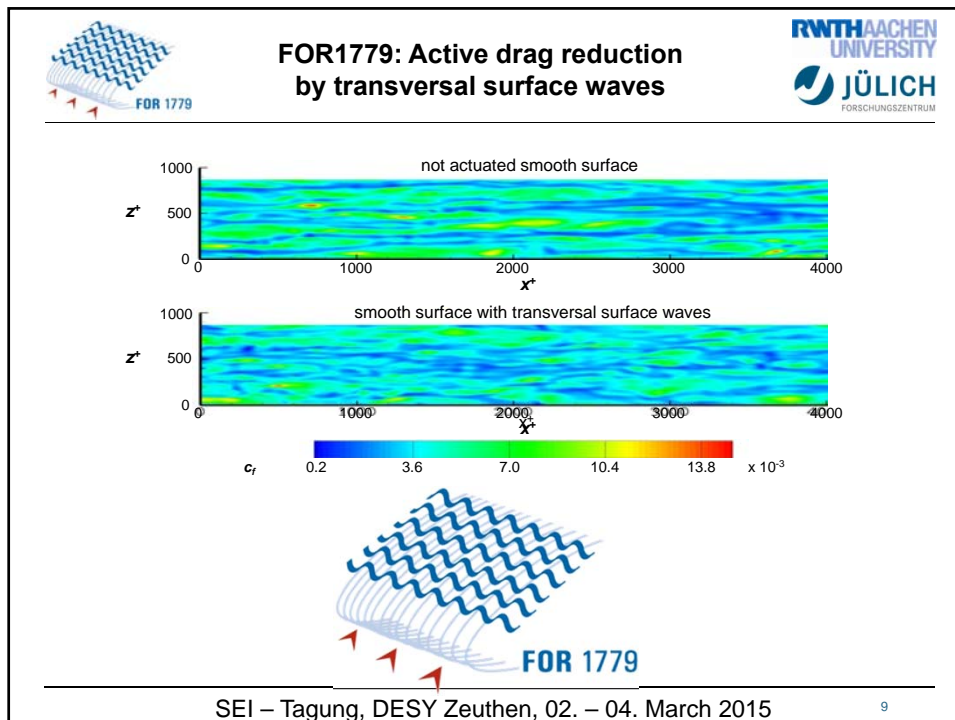 FOR 1779
FOR1779: Active drag reduction
by transversal surface waves
RWTH AACHEN
UNIVERSITY
JÜLICH
FORSCHUNGSZENTRUM
not actuated smooth surface
1000
z+
500
0
0 1000 2000 3000 4000
x+
smooth surface with transversal surface waves
1000
z+
500
0
0 1000 2000 3000 4000
x+
cf 0.2 3.6 7.0 10.4 13.8 x 10-3
FOR 1779
SEI – Tagung, DESY Zeuthen, 02. – 04. March 2015
9